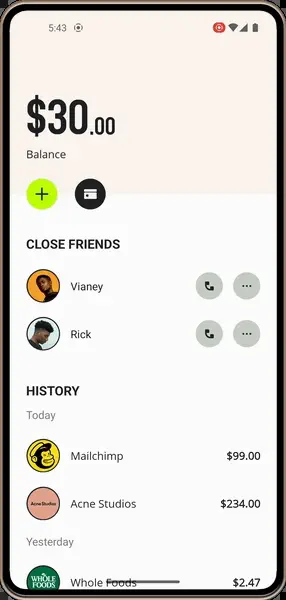 5:43
$30.00
Balance
CLOSE FRIENDS
Vianey
Rick
HISTORY
Today
Mailchimp $99.00
Acne Studios
Acne Studios $234.00
Yesterday
WHOLE
FOODS
Whole Foods $2.47